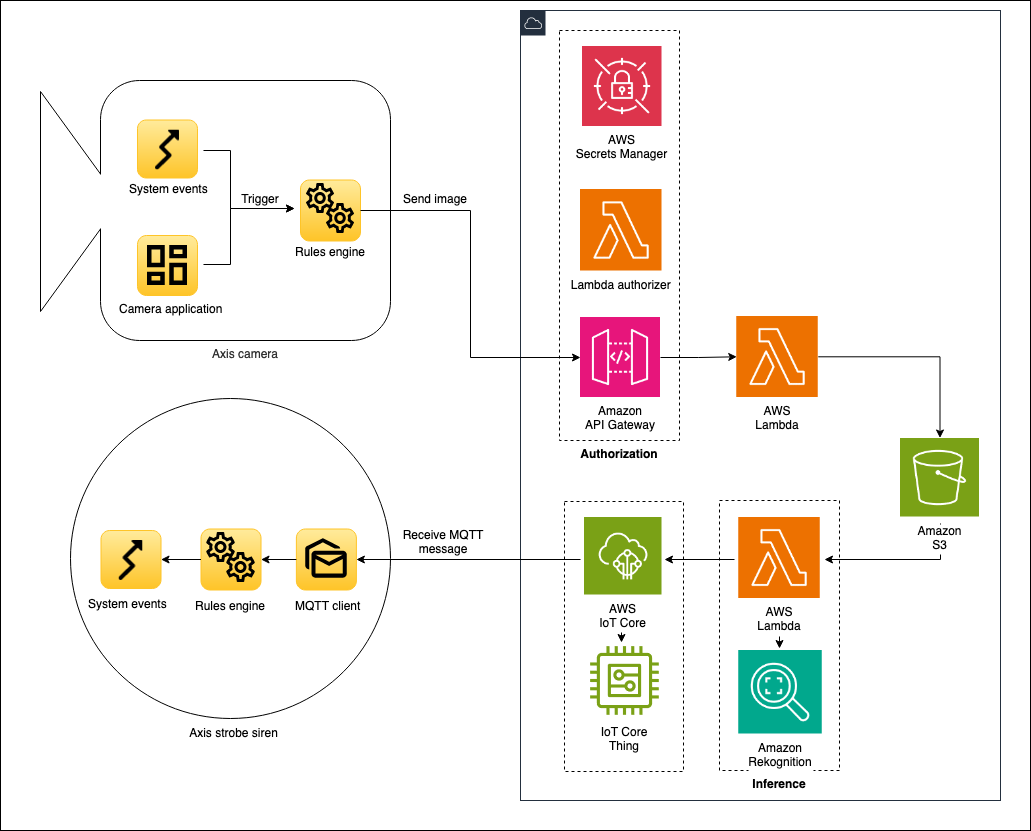 AWS
Secrets Manager
System events
Trigger
Send image
Rules engine
Lambda authorizer
Camera application
Axis camera
Amazon
API Gateway
AWS
Lambda
Authorization
Amazon
S3
Receive MQTT
message
System events
Rules engine
MQTT client
AWS
IoT Core
AWS
Lambda
Axis strobe siren
IoT Core
Thing
Amazon
Rekognition
Inference